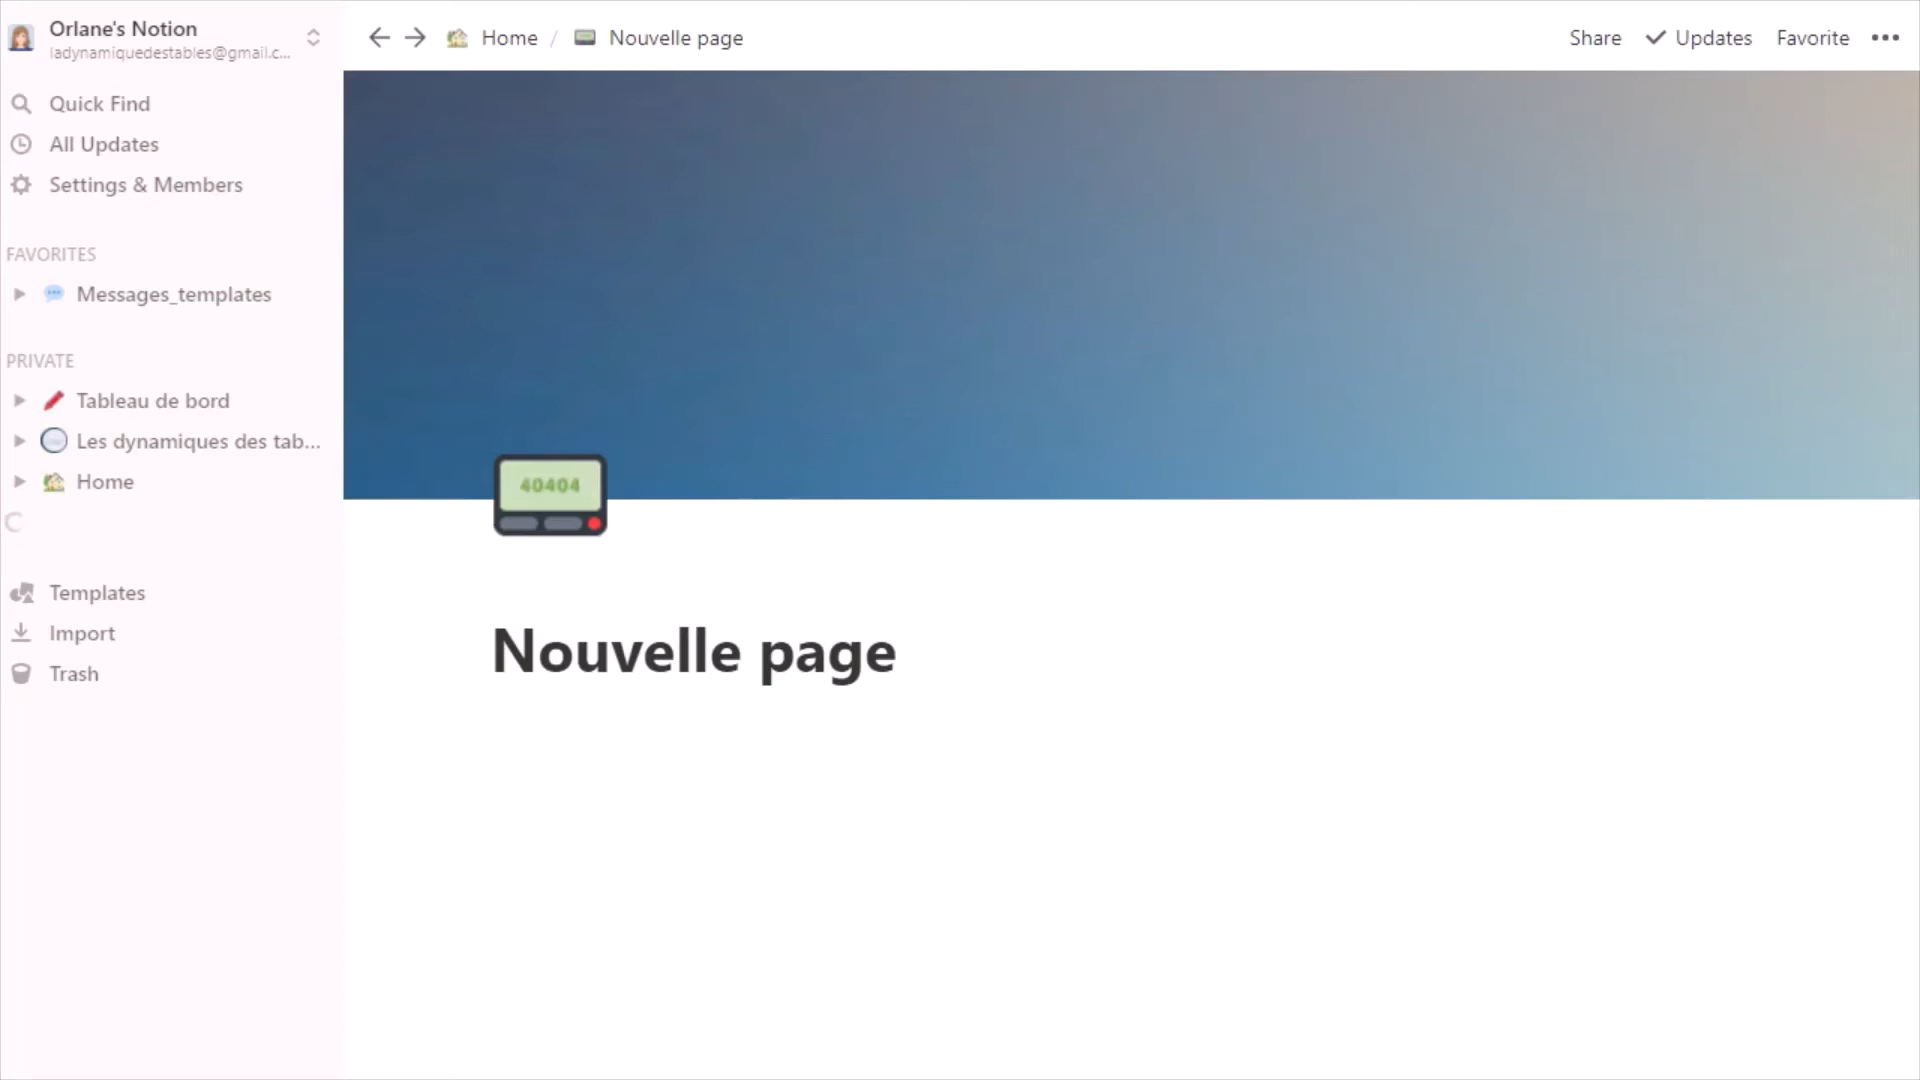 Orlane's Notion
ladynamiquedestables@gmail.c...
Home / Nouvelle page
Share Updates Favorite •••
Quick Find
All Updates
Settings & Members
FAVORITES
Messages_templates
PRIVATE
Tableau de bord
Les dynamiques des tab...
Home
40404
Templates
Import
Trash
Nouvelle page